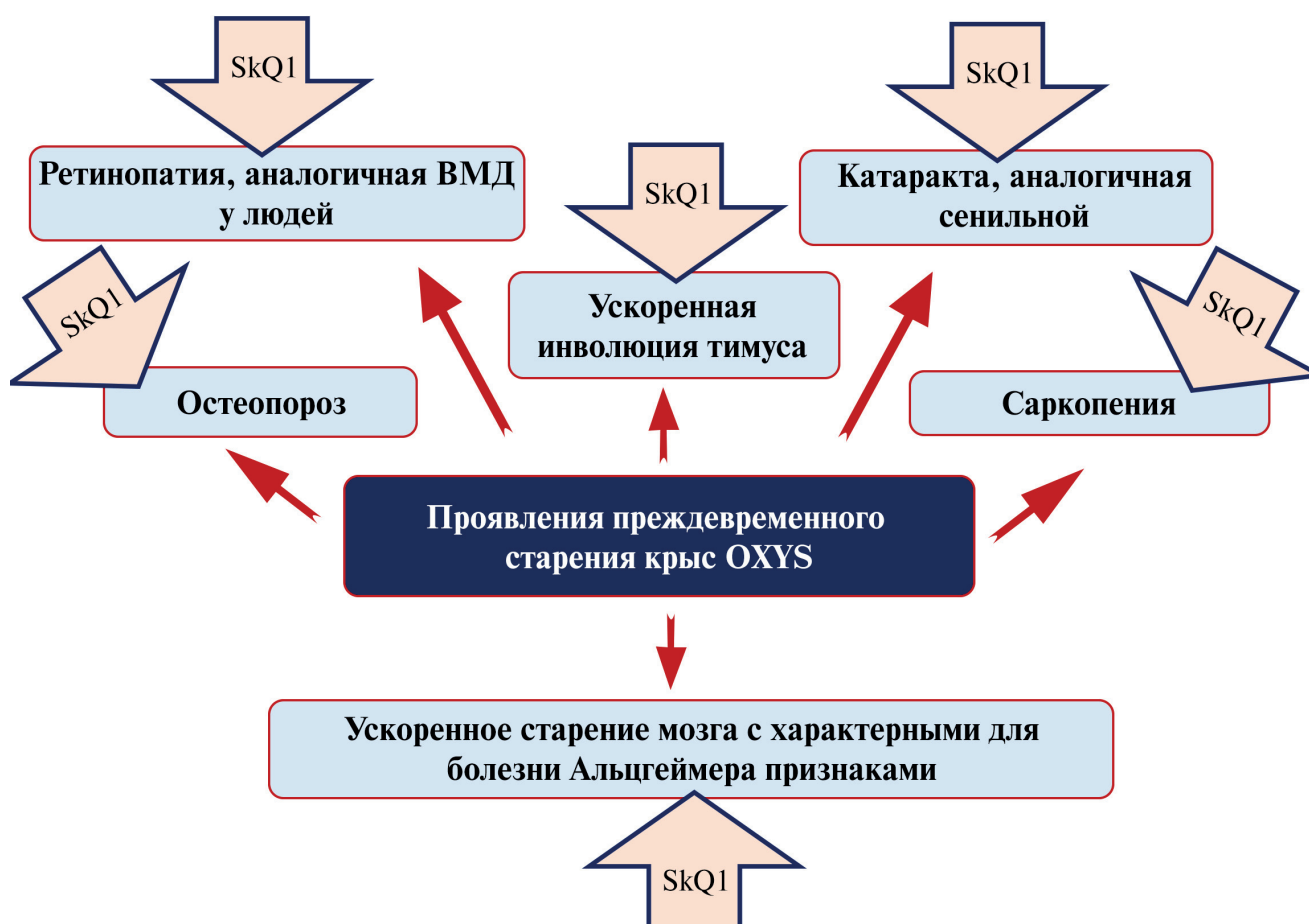 SkQ1
SkQ1
SkQ1
Ретинопатия, аналогичная ВМД
у людей
Катаракта, аналогичная
сенильной
SkQ1
SkQ1
Ускоренная
инволюция тимуса
Остеопороз
Саркопения
Проявления преждевременного
старения крыс OXYS
Ускоренное старение мозга с характерными для
болезни Альцгеймера признаками
SkQ1